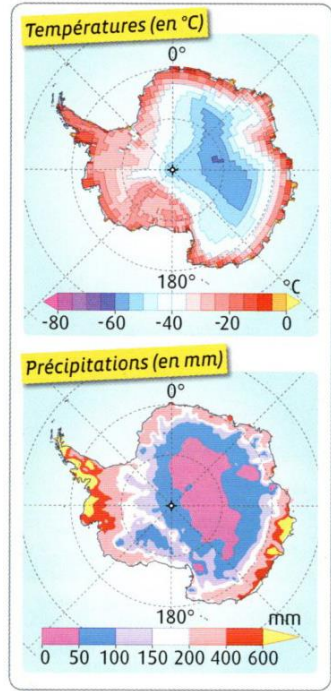 Températures (en °C)
0°
180°
°C
-80 -60 -40 -20 0
Précipitations (en mm)
0°
180°
mm
0 50 100 150 200 400 600